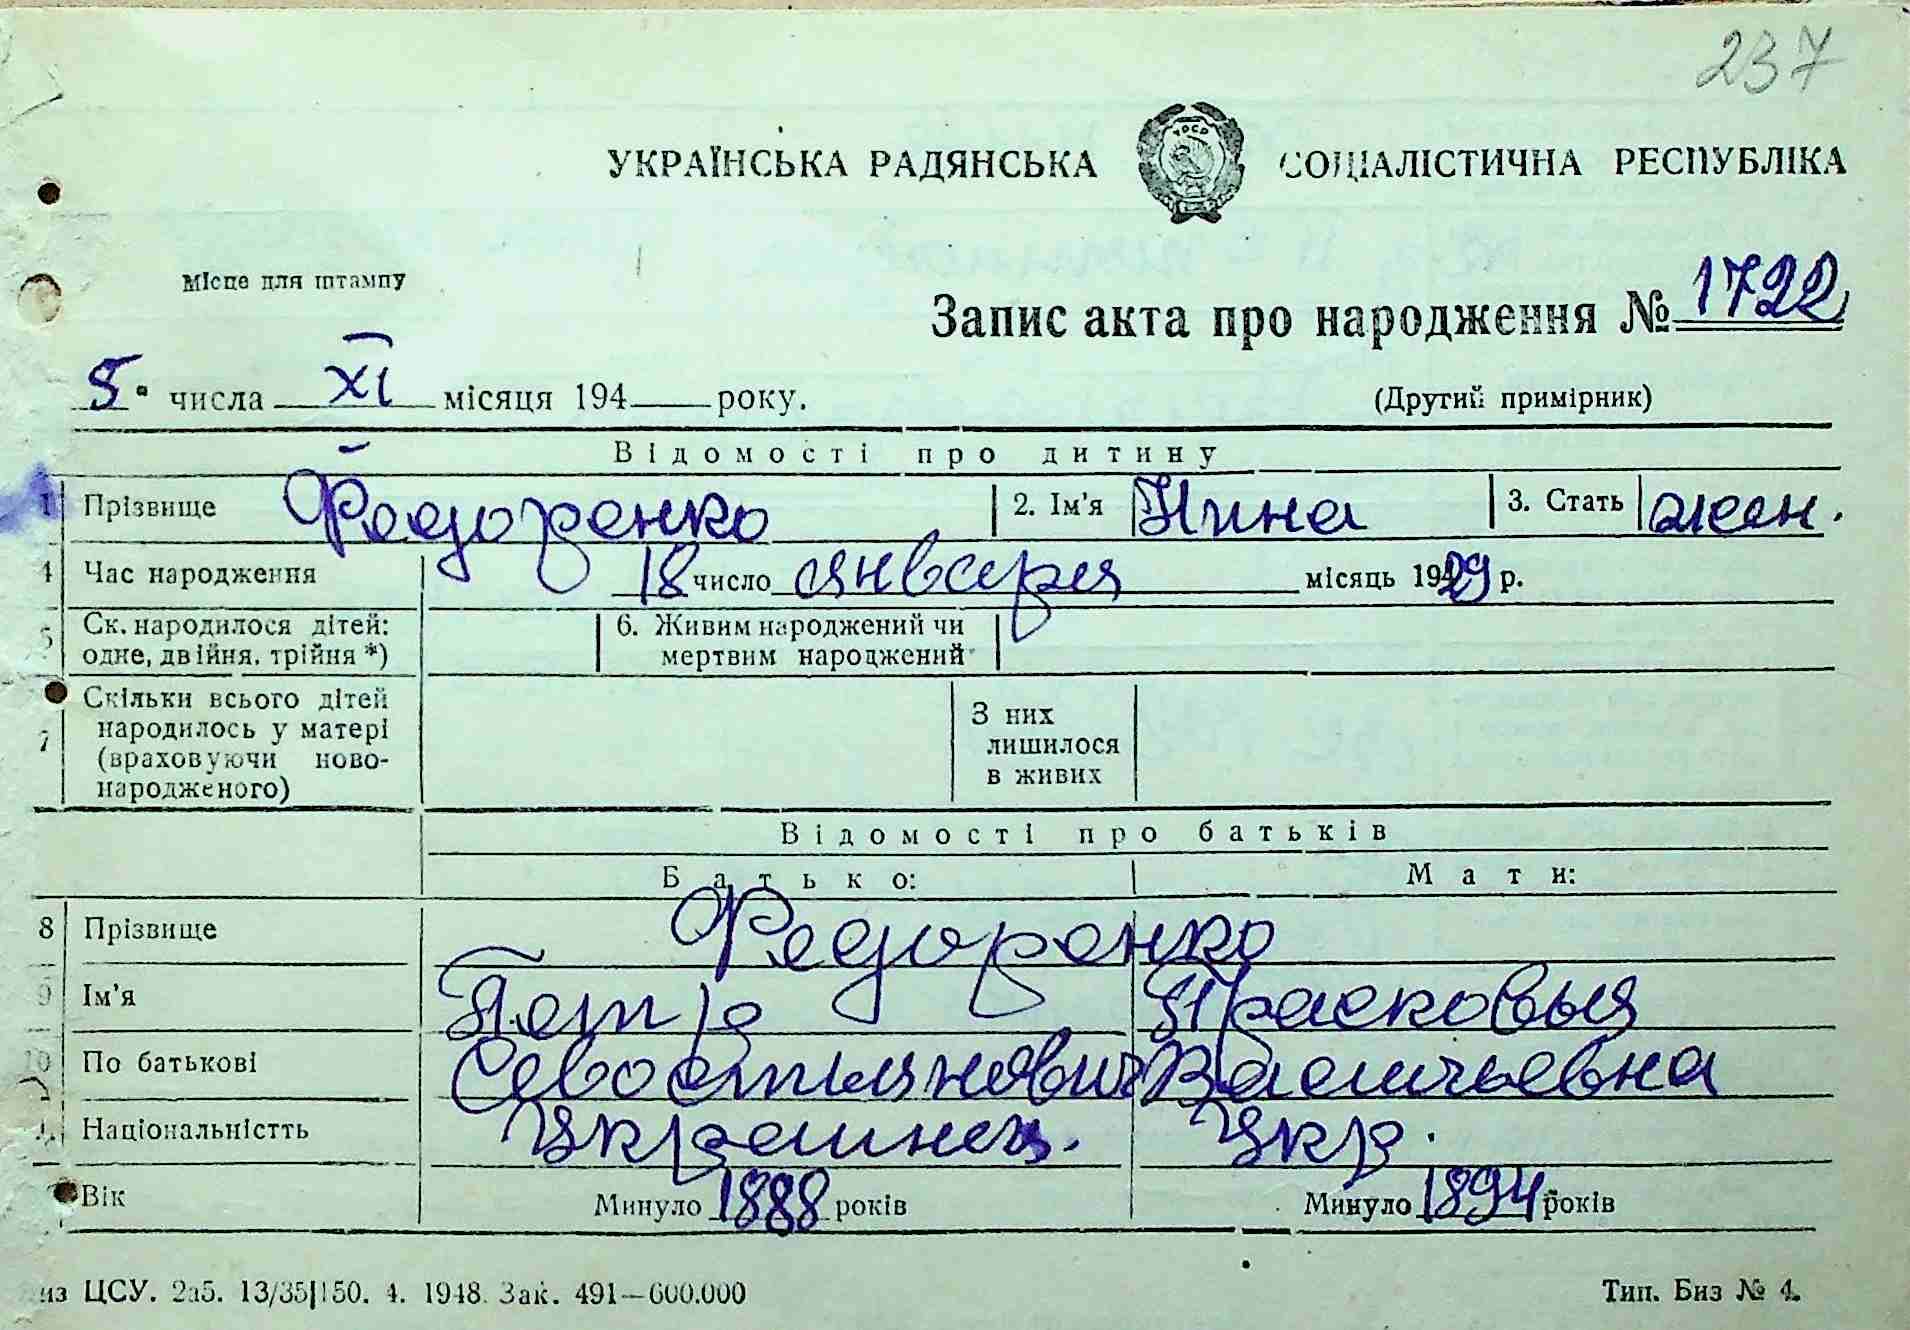 237
УКРАЇНСЬКА РАДЯНСЬКА СОЦІАЛІСТИЧНА РЕСПУБЛІКА
УРСР
Місце для штампу
Запис акта про народження № 1722
5 числа XI місяця 194 року.
(Другий примірник)
Відомості про дитину
1 Прізвище Федоренко 2. Ім'я Нина 3. Стать жен.
4 Час народження 18 число января місяць 1929 р.
5 Ск. народилося дітей: одне, двійня, трійня *) 6. Живим народжений чи мертвим народжений
7 Скільки всього дітей народилось у матері (враховуючи новонародженого) З них лишилося в живих
Відомості про батьків
Батько: Мати:
8 Прізвище Федоренко
9 Ім'я Петр Прасковья
10 По батькові Севостиянович Васильевна
Національністть Украинец. Укр.
Вік Минуло 1888 років Минуло 1894 років
из ЦСУ. 2а5. 13/35|150. 4. 1948. Зак. 491—600.000 Тип. Биз № 4.